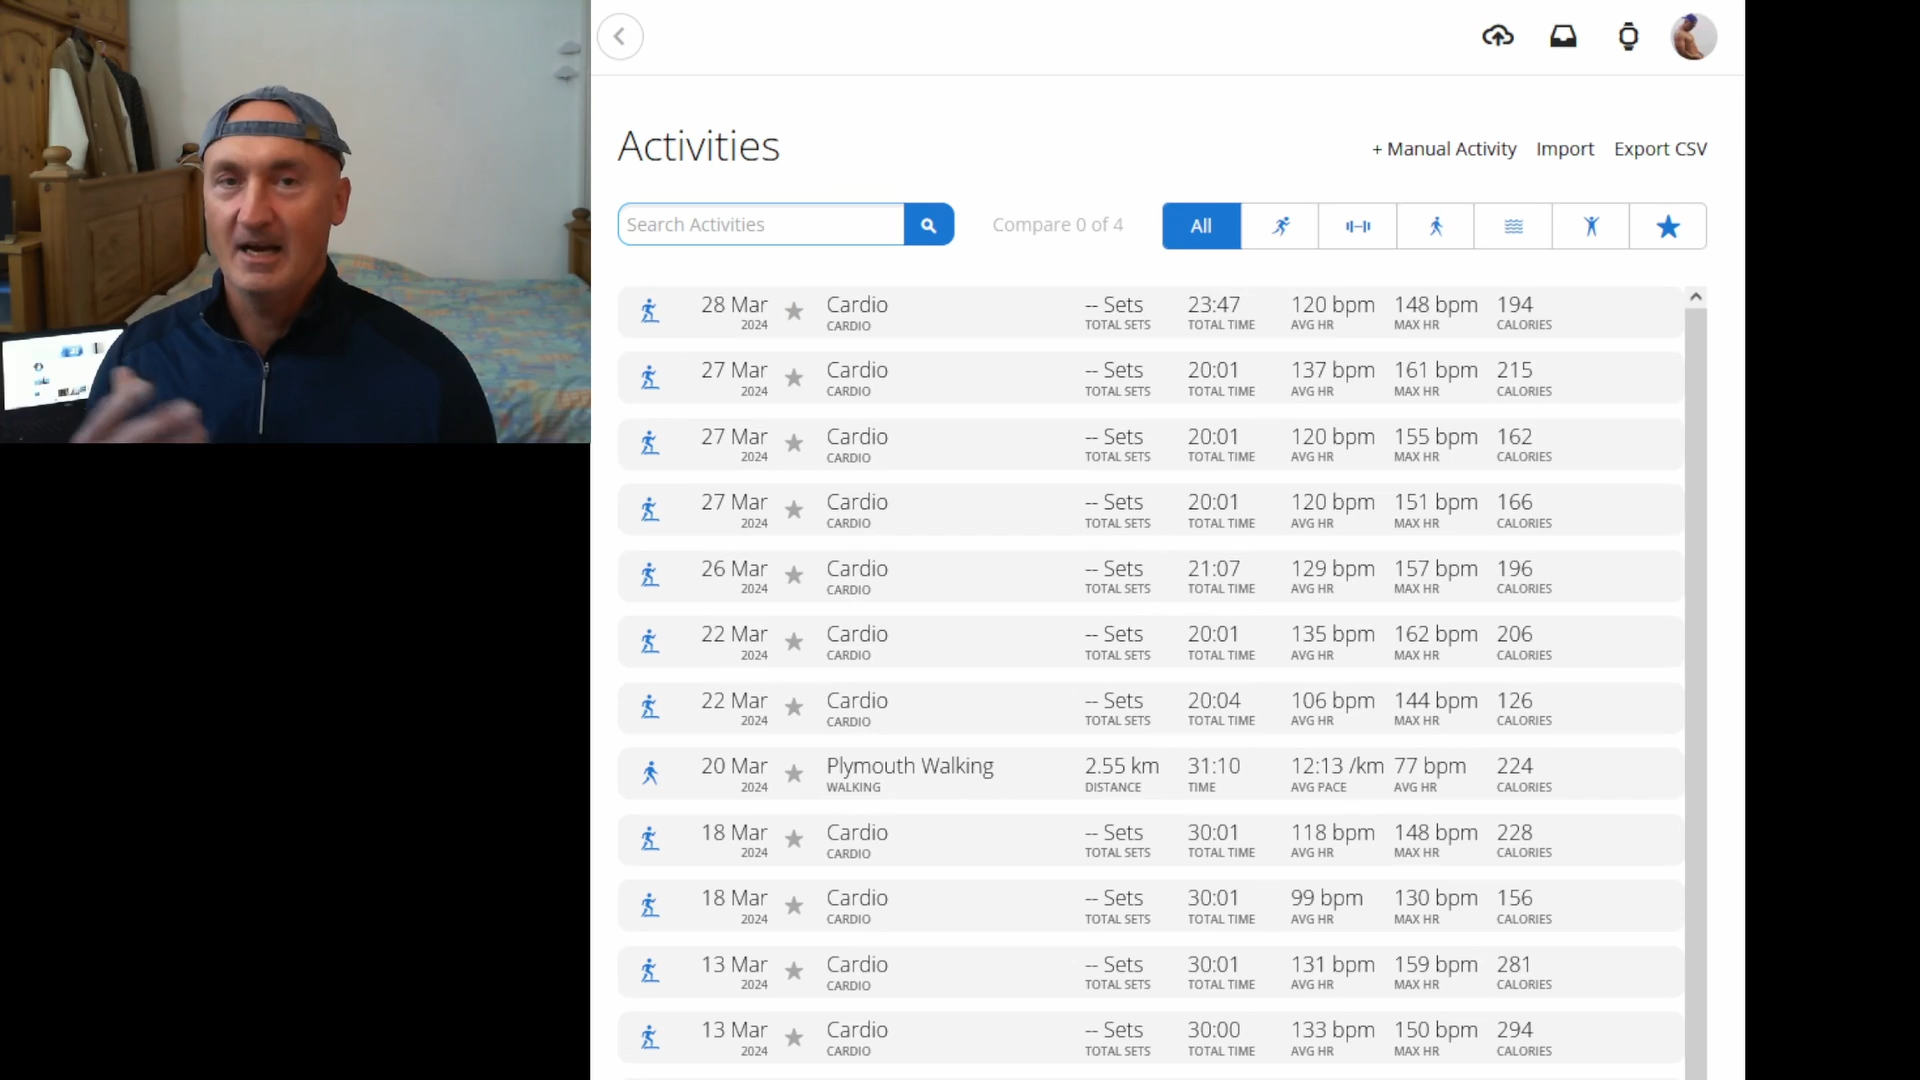 Activities
+ Manual Activity Import Export CSV
Search Activities Compare 0 of 4 All
28 Mar Cardio -- Sets 23:47 120 bpm 148 bpm 194
2024 CARDIO TOTAL SETS TOTAL TIME AVG HR MAX HR CALORIES
27 Mar Cardio -- Sets 20:01 137 bpm 161 bpm 215
2024 CARDIO TOTAL SETS TOTAL TIME AVG HR MAX HR CALORIES
27 Mar Cardio -- Sets 20:01 120 bpm 155 bpm 162
2024 CARDIO TOTAL SETS TOTAL TIME AVG HR MAX HR CALORIES
27 Mar Cardio -- Sets 20:01 120 bpm 151 bpm 166
2024 CARDIO TOTAL SETS TOTAL TIME AVG HR MAX HR CALORIES
26 Mar Cardio -- Sets 21:07 129 bpm 157 bpm 196
2024 CARDIO TOTAL SETS TOTAL TIME AVG HR MAX HR CALORIES
22 Mar Cardio -- Sets 20:01 135 bpm 162 bpm 206
2024 CARDIO TOTAL SETS TOTAL TIME AVG HR MAX HR CALORIES
22 Mar Cardio -- Sets 20:04 106 bpm 144 bpm 126
2024 CARDIO TOTAL SETS TOTAL TIME AVG HR MAX HR CALORIES
20 Mar Plymouth Walking 2.55 km 31:10 12:13 /km 77 bpm 224
2024 WALKING DISTANCE TIME AVG PACE AVG HR CALORIES
18 Mar Cardio -- Sets 30:01 118 bpm 148 bpm 228
2024 CARDIO TOTAL SETS TOTAL TIME AVG HR MAX HR CALORIES
18 Mar Cardio -- Sets 30:01 99 bpm 130 bpm 156
2024 CARDIO TOTAL SETS TOTAL TIME AVG HR MAX HR CALORIES
13 Mar Cardio -- Sets 30:01 131 bpm 159 bpm 281
2024 CARDIO TOTAL SETS TOTAL TIME AVG HR MAX HR CALORIES
13 Mar Cardio -- Sets 30:00 133 bpm 150 bpm 294
2024 CARDIO TOTAL SETS TOTAL TIME AVG HR MAX HR CALORIES